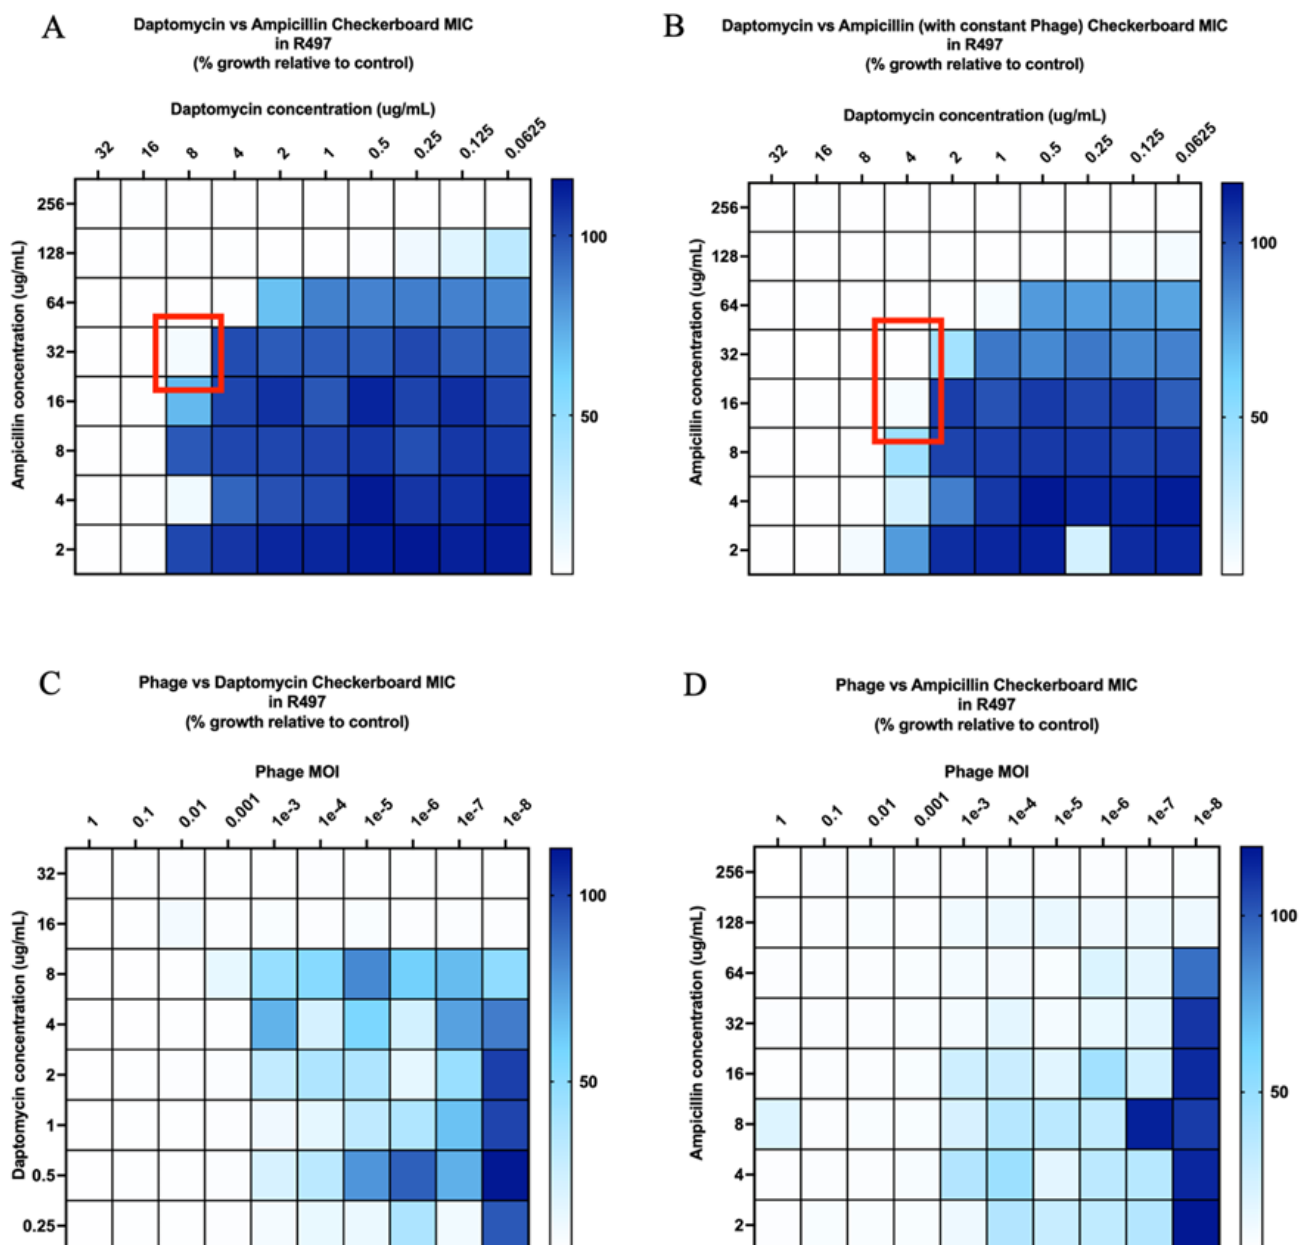 A
Daptomycin vs Ampicillin Checkerboard MIC
in R497
(% growth relative to control)
Daptomycin concentration (ug/mL)
32 16 8 4 2 1 0.5 0.25 0.125 0.0625
Ampicillin concentration (ug/mL)
256
128
64
32
16
8
4
2
100
50
B
Daptomycin vs Ampicillin (with constant Phage) Checkerboard MIC
in R497
(% growth relative to control)
Daptomycin concentration (ug/mL)
32 16 8 4 2 1 0.5 0.25 0.125 0.0625
Ampicillin concentration (ug/mL)
256
128
64
32
16
8
4
2
100
50
C
Phage vs Daptomycin Checkerboard MIC
in R497
(% growth relative to control)
Phage MOI
1 0.1 0.01 0.001 1e-3 1e-4 1e-5 1e-6 1e-7 1e-8
Daptomycin concentration (ug/mL)
32
16
8
4
2
1
0.5
0.25
100
50
D
Phage vs Ampicillin Checkerboard MIC
in R497
(% growth relative to control)
Phage MOI
1 0.1 0.01 0.001 1e-3 1e-4 1e-5 1e-6 1e-7 1e-8
Ampicillin concentration (ug/mL)
256
128
64
32
16
8
4
2
100
50